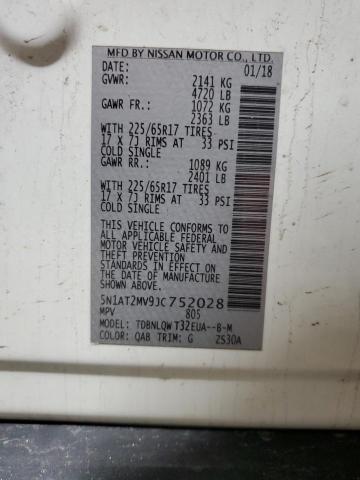 MFD BY NISSAN MOTOR CO., LTD.
DATE: 01/18
GVWR: 2141 KG
4720 LB
GAWR FR.: 1072 KG
2363 LB
WITH 225/65R17 TIRES
17 X 7J RIMS AT 33 PSI
COLD SINGLE
GAWR RR.: 1089 KG
2401 LB
WITH 225/65R17 TIRES
17 X 7J RIMS AT 33 PSI
COLD SINGLE
THIS VEHICLE CONFORMS TO
ALL APPLICABLE FEDERAL
MOTOR VEHICLE SAFETY AND
THEFT PREVENTION STANDARDS
IN EFFECT ON THE DATE OF
MANUFACTURE SHOWN ABOVE.
5N1AT2MV9JC752028
MPV 805
MODEL: TDBNLQWT32EUA--B-M
COLOR: QAB TRIM: G 2S30A